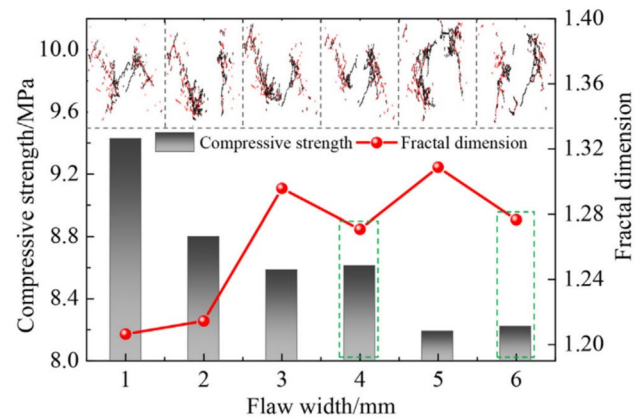 Compressive strength/MPa
10.0
9.6
9.2
8.8
8.4
8.0
Compressive strength
Fractal dimension
1.40
1.36
1.32
1.28
1.24
1.20
Fractal dimension
1 2 3 4 5 6
Flaw width/mm